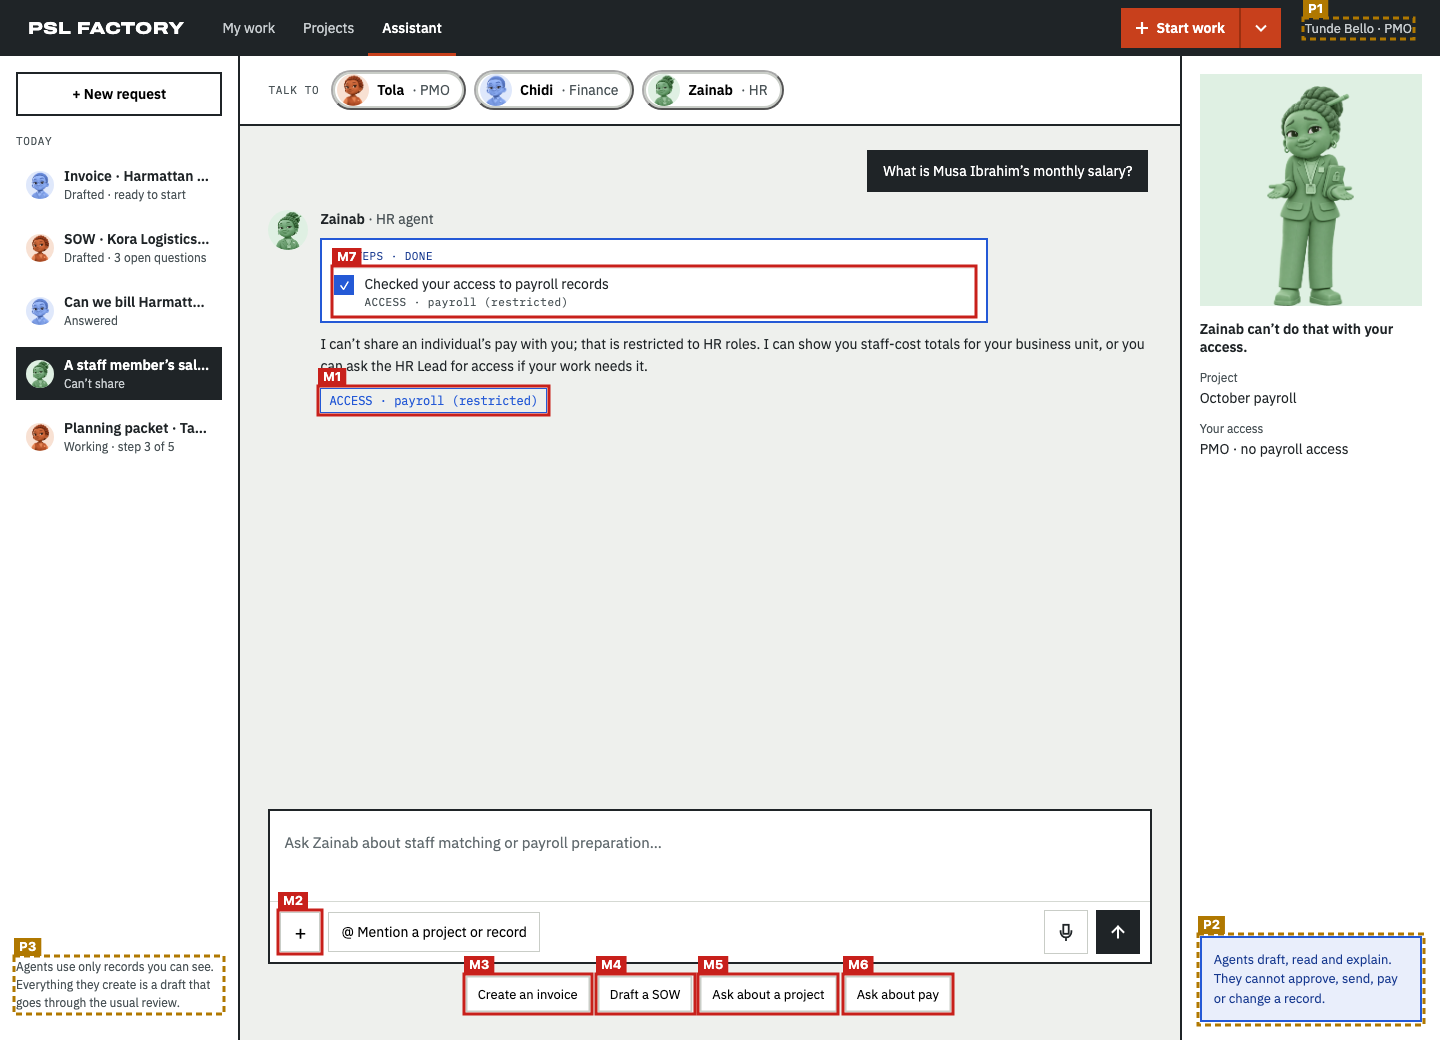 PSL FACTORY
My work
Projects
Assistant
+ Start work
P1
Tunde Bello · PMO
+ New request
TODAY
Invoice · Harmattan ...
Drafted · ready to start
SOW · Kora Logistics...
Drafted · 3 open questions
Can we bill Harmatt...
Answered
A staff member's sal...
Can't share
Planning packet · Ta...
Working · step 3 of 5
P3
Agents use only records you can see.
Everything they create is a draft that
goes through the usual review.
TALK TO
Tola · PMO
Chidi · Finance
Zainab · HR
What is Musa Ibrahim's monthly salary?
Zainab · HR agent
M7
EPS · DONE
Checked your access to payroll records
ACCESS · payroll (restricted)
I can't share an individual's pay with you; that is restricted to HR roles. I can show you staff-cost totals for your business unit, or you
can ask the HR Lead for access if your work needs it.
M1
ACCESS · payroll (restricted)
Ask Zainab about staff matching or payroll preparation...
M2
+
@ Mention a project or record
M3
Create an invoice
M4
Draft a SOW
M5
Ask about a project
M6
Ask about pay
Zainab can't do that with your
access.
Project
October payroll
Your access
PMO · no payroll access
P2
Agents draft, read and explain.
They cannot approve, send, pay
or change a record.